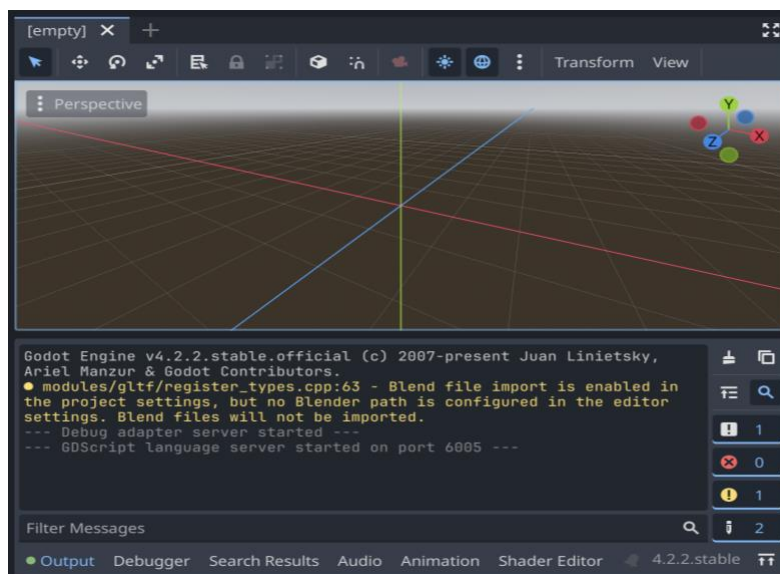 [empty]
Transform View
Perspective
Y
X
Z
Godot Engine v4.2.2.stable.official (c) 2007-present Juan Linietsky,
Ariel Manzur & Godot Contributors.
modules/gltf/register_types.cpp:63 - Blend file import is enabled in
the project settings, but no Blender path is configured in the editor
settings. Blend files will not be imported.
--- Debug adapter server started ---
--- GDScript language server started on port 6005 ---
1
0
1
Filter Messages
2
Output Debugger Search Results Audio Animation Shader Editor 4.2.2.stable